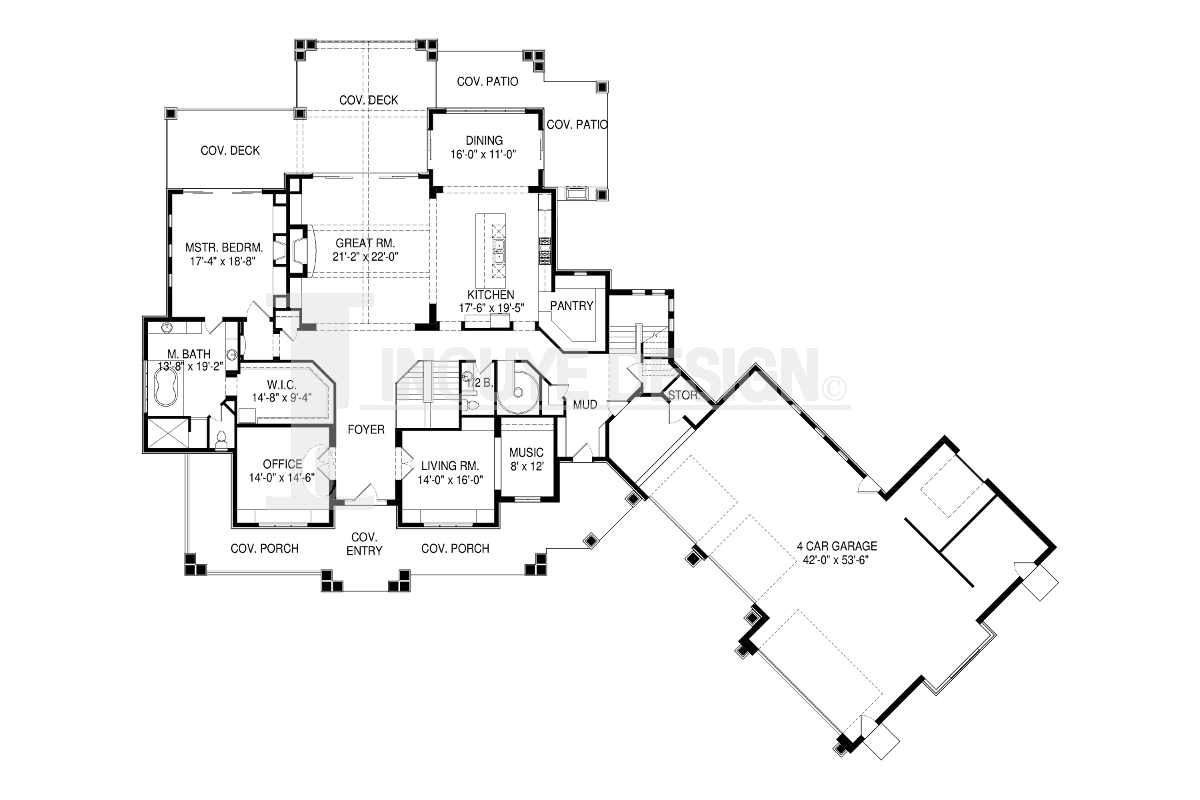 COV. PATIO
COV. DECK
COV. PATIO
DINING
16'-0" x 11'-0"
COV. DECK
MSTR. BEDRM.
17'-4" x 18'-8"
GREAT RM.
21'-2" x 22'-0"
KITCHEN
17'-6" x 19'-5"
PANTRY
M. BATH
13'-8" x 19'-2"
INOUYE DESIGN ©
W.I.C.
14'-8" x 9'-4"
1/2 B.
STOR.
MUD
FOYER
OFFICE
14'-0" x 14'-6"
LIVING RM.
14'-0" x 16'-0"
MUSIC
8' x 12'
COV. PORCH
COV.
ENTRY
COV. PORCH
4 CAR GARAGE
42'-0" x 53'-6"